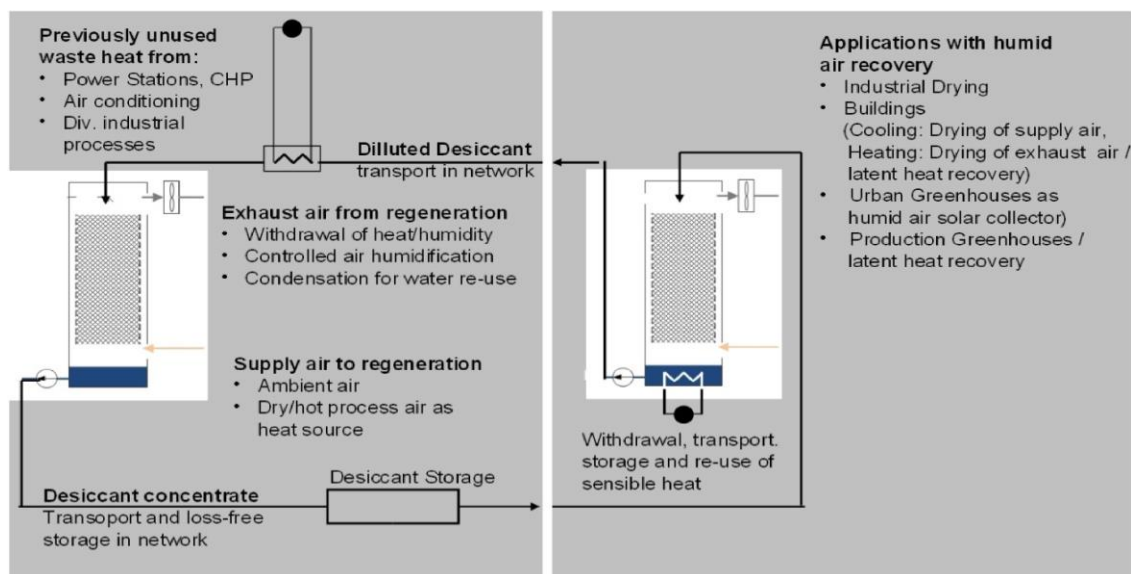 Previously unused
waste heat from:
• Power Stations, CHP
• Air conditioning
• Div. industrial
processes
Dilluted Desiccant
transport in network
Exhaust air from regeneration
• Withdrawal of heat/humidity
• Controlled air humidification
• Condensation for water re-use
Supply air to regeneration
• Ambient air
• Dry/hot process air as
heat source
Desiccant concentrate
Transoport and loss-free
storage in network
Desiccant Storage
Applications with humid
air recovery
• Industrial Drying
• Buildings
(Cooling: Drying of supply air,
Heating: Drying of exhaust air /
latent heat recovery)
• Urban Greenhouses as
humid air solar collector)
• Production Greenhouses /
latent heat recovery
Withdrawal, transport.
storage and re-use of
sensible heat